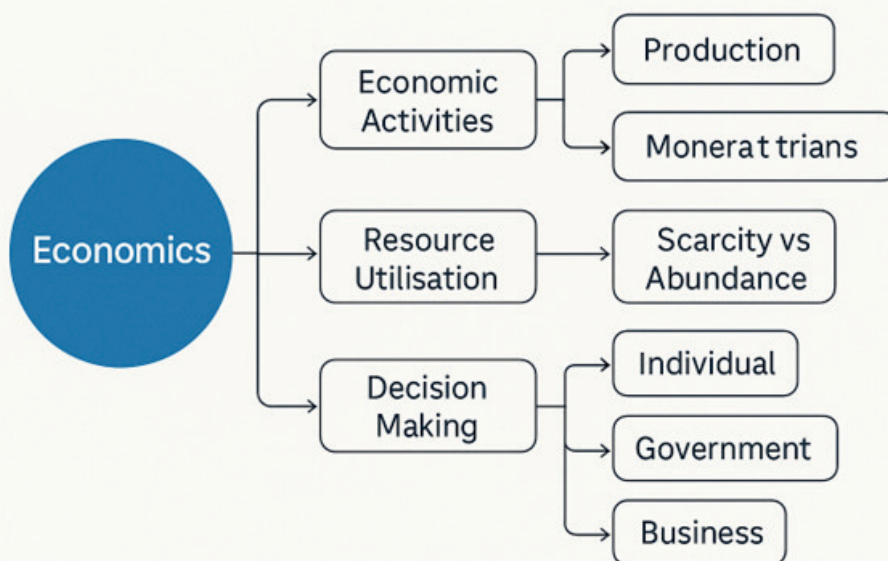 Economics
Economic
Activities
Production
Monerat trians
Resource
Utilisation
Scarcity vs
Abundance
Decision
Making
Individual
Government
Business